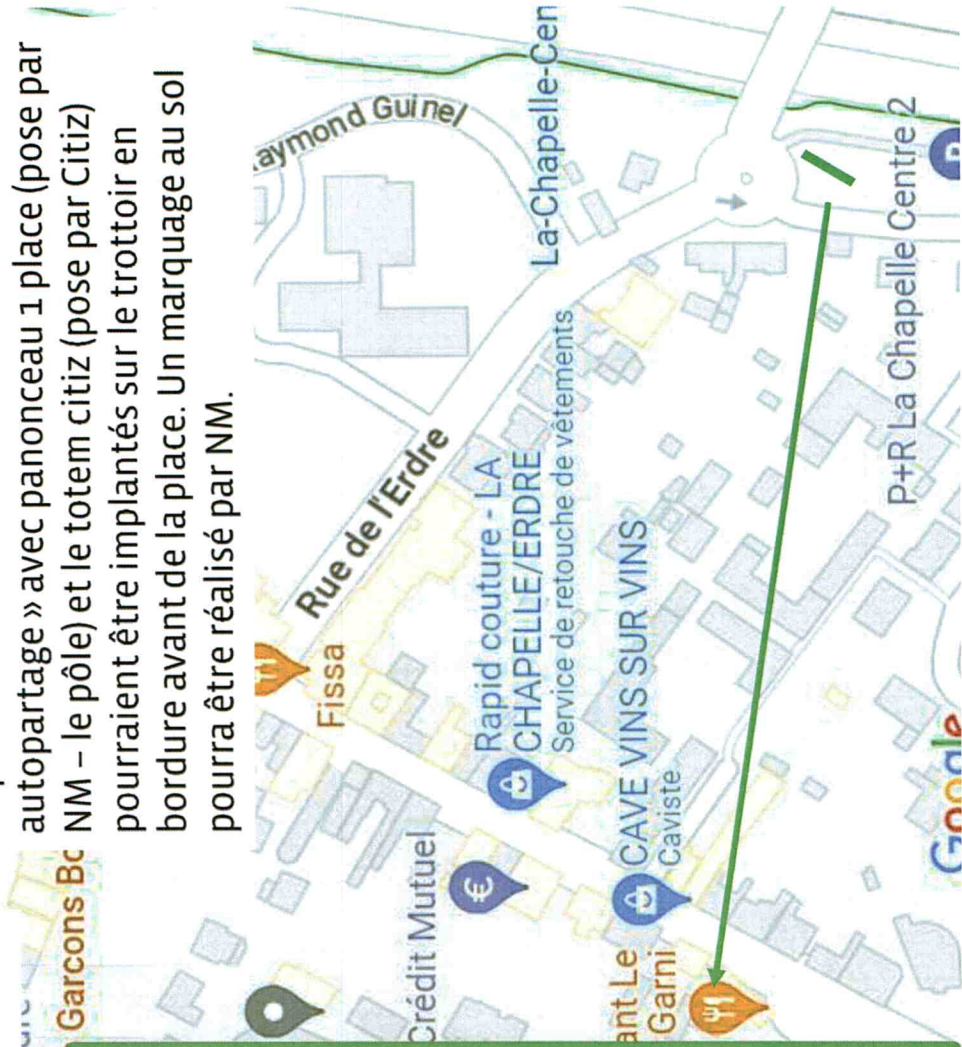 autopartage » avec panonceau 1 place (pose par
NM – le pôle) et le totem citiz (pose par Citiz)
pourraient être implantés sur le trottoir en
bordure avant de la place. Un marquage au sol
pourra être réalisé par NM.
Garcons Bo
aymond Guinel
La-Chapelle-Cen
Rue de l'Erdre
Fissa
Rapid couture - LA
CHAPELLE/ERDRE
Service de retouche de vêtements
Crédit Mutuel
CAVE VINS SUR VINS
Caviste
ant Le
Garni
P+R La Chapelle Centre 2
P
Google